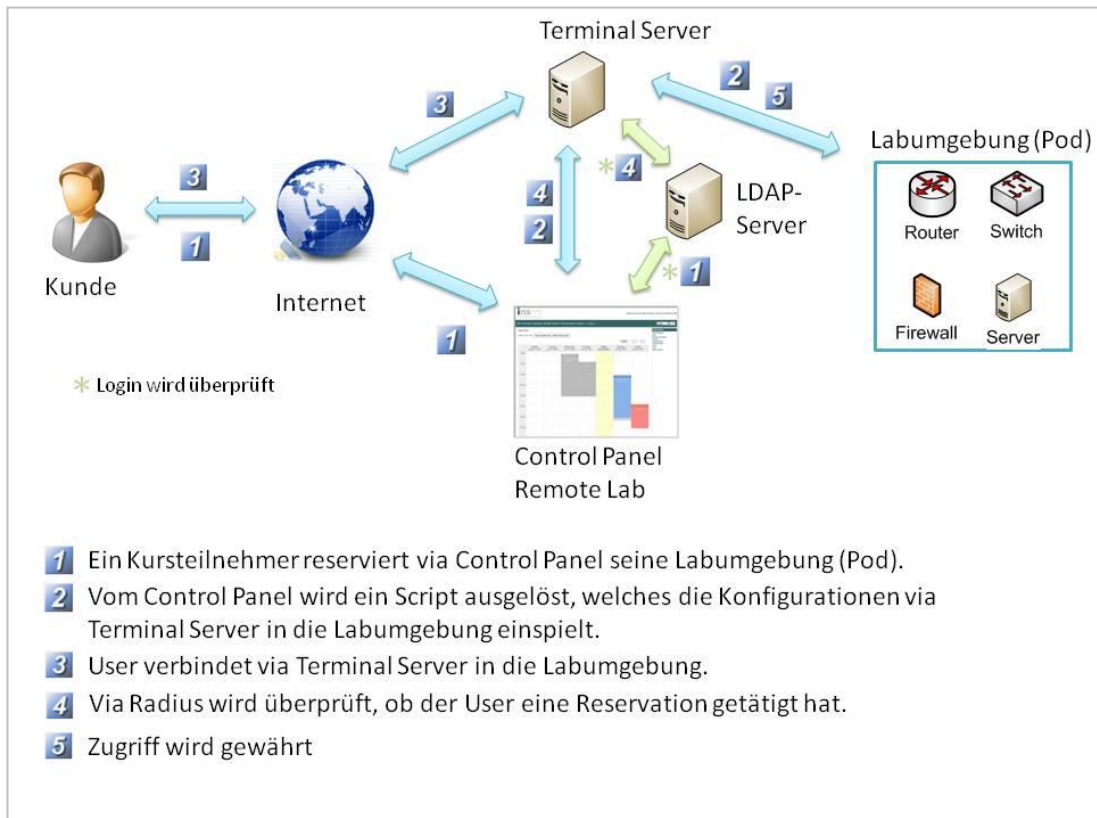 Terminal Server
3
2
5
Labumgebung (Pod)
3
4
* 4
LDAP-
Server
Router
Switch
1
2
* 1
Kunde
Internet
1
Firewall
Server
* Login wird überprüft
Control Panel
Remote Lab
1 Ein Kursteilnehmer reserviert via Control Panel seine Labumgebung (Pod).
2 Vom Control Panel wird ein Script ausgelöst, welches die Konfigurationen via
Terminal Server in die Labumgebung einspielt.
3 User verbindet via Terminal Server in die Labumgebung.
4 Via Radius wird überprüft, ob der User eine Reservation getätigt hat.
5 Zugriff wird gewährt